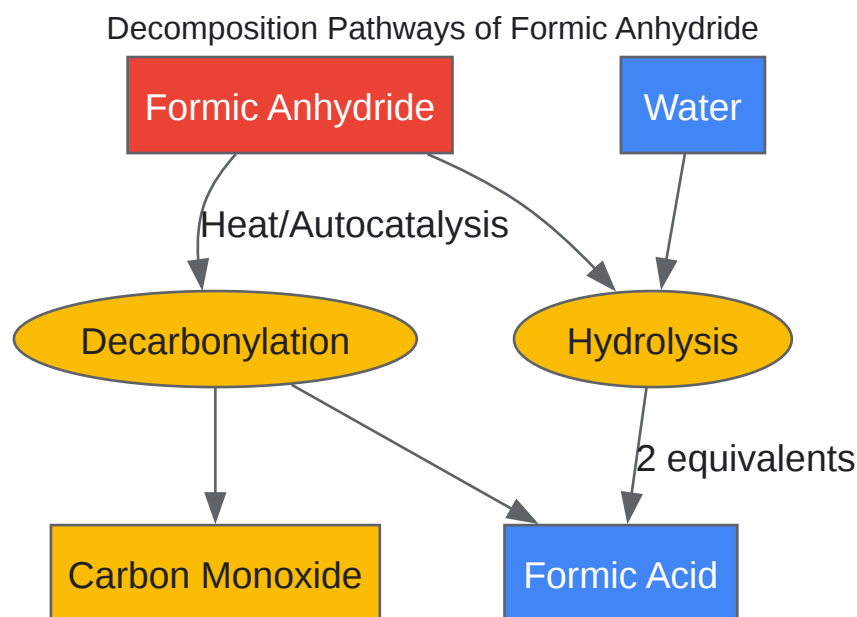 Decomposition Pathways of Formic Anhydride
Formic Anhydride
Water
Heat/Autocatalysis
Decarbonylation
Hydrolysis
2 equivalents
Carbon Monoxide
Formic Acid